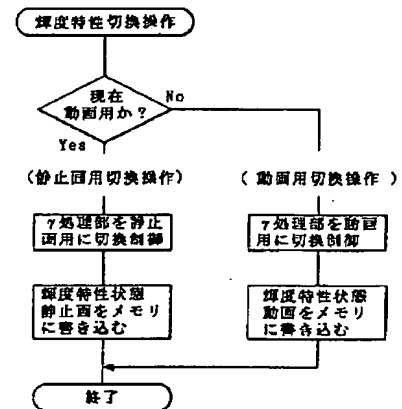 輝度特性切換操作
現在
動画用か？
No
Yes
(静止画用切換操作)
( 動画用切換操作 )
γ処理部を静止
画用に切換制御
γ処理部を動画
用に切換制御
輝度特性状態
静止画をメモリ
に書き込む
輝度特性状態
動画をメモリ
に書き込む
終了